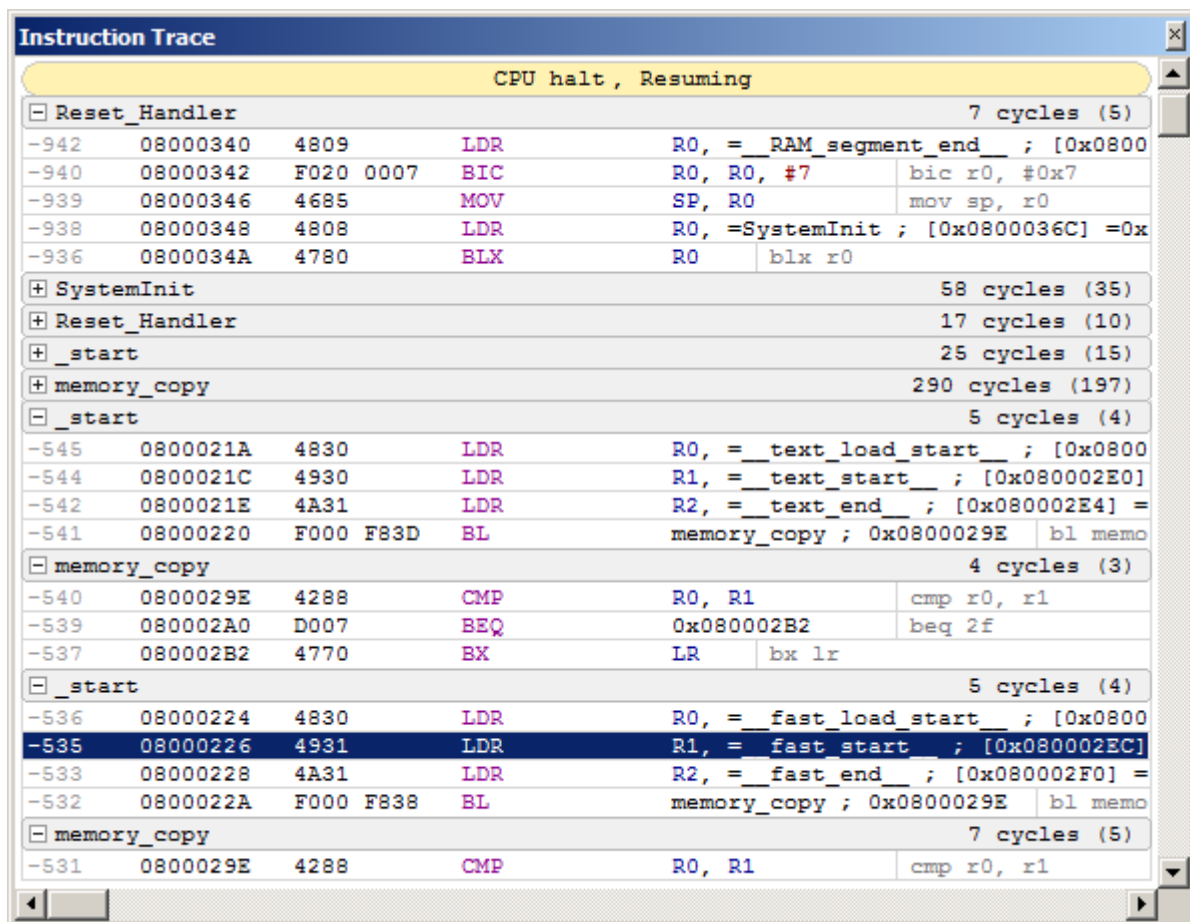 Instruction Trace
CPU halt, Resuming
Reset_Handler 7 cycles (5)
-942 08000340 4809 LDR R0, =__RAM_segment_end__ ; [0x0800
-940 08000342 F020 0007 BIC R0, R0, #7 bic r0, #0x7
-939 08000346 4685 MOV SP, R0 mov sp, r0
-938 08000348 4808 LDR R0, =SystemInit ; [0x0800036C] =0x
-936 0800034A 4780 BLX R0 blx r0
SystemInit 58 cycles (35)
Reset_Handler 17 cycles (10)
_start 25 cycles (15)
memory_copy 290 cycles (197)
_start 5 cycles (4)
-545 0800021A 4830 LDR R0, =__text_load_start__ ; [0x0800
-544 0800021C 4930 LDR R1, =__text_start__ ; [0x080002E0]
-542 0800021E 4A31 LDR R2, =__text_end__ ; [0x080002E4] =
-541 08000220 F000 F83D BL memory_copy ; 0x0800029E bl memo
memory_copy 4 cycles (3)
-540 0800029E 4288 CMP R0, R1 cmp r0, r1
-539 080002A0 D007 BEQ 0x080002B2 beq 2f
-537 080002B2 4770 BX LR bx lr
_start 5 cycles (4)
-536 08000224 4830 LDR R0, =__fast_load_start__ ; [0x0800
-535 08000226 4931 LDR R1, =__fast_start__ ; [0x080002EC]
-533 08000228 4A31 LDR R2, =__fast_end__ ; [0x080002F0] =
-532 0800022A F000 F838 BL memory_copy ; 0x0800029E bl memo
memory_copy 7 cycles (5)
-531 0800029E 4288 CMP R0, R1 cmp r0, r1